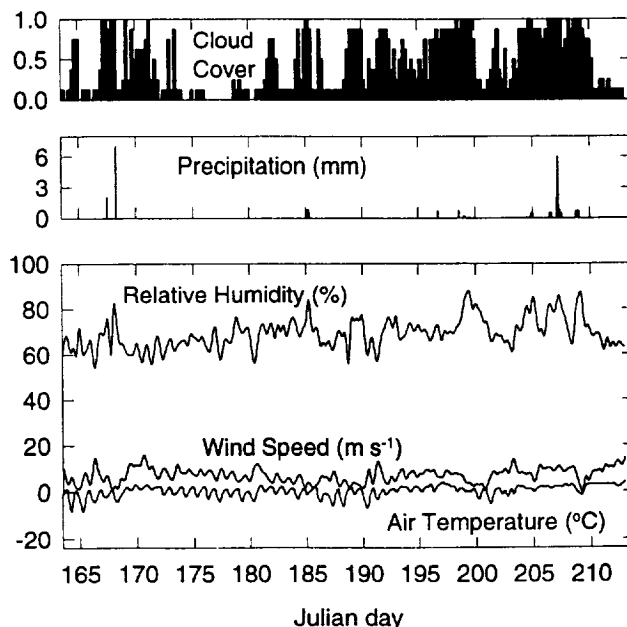 1.0
Cloud
0.5
Cover
0.0
6
Precipitation (mm)
3
0
100
80
Relative Humidity (%)
60
40
20
Wind Speed (m s⁻¹)
0
Air Temperature (ºC)
-20
165 170 175 180 185 190 195 200 205 210
Julian day